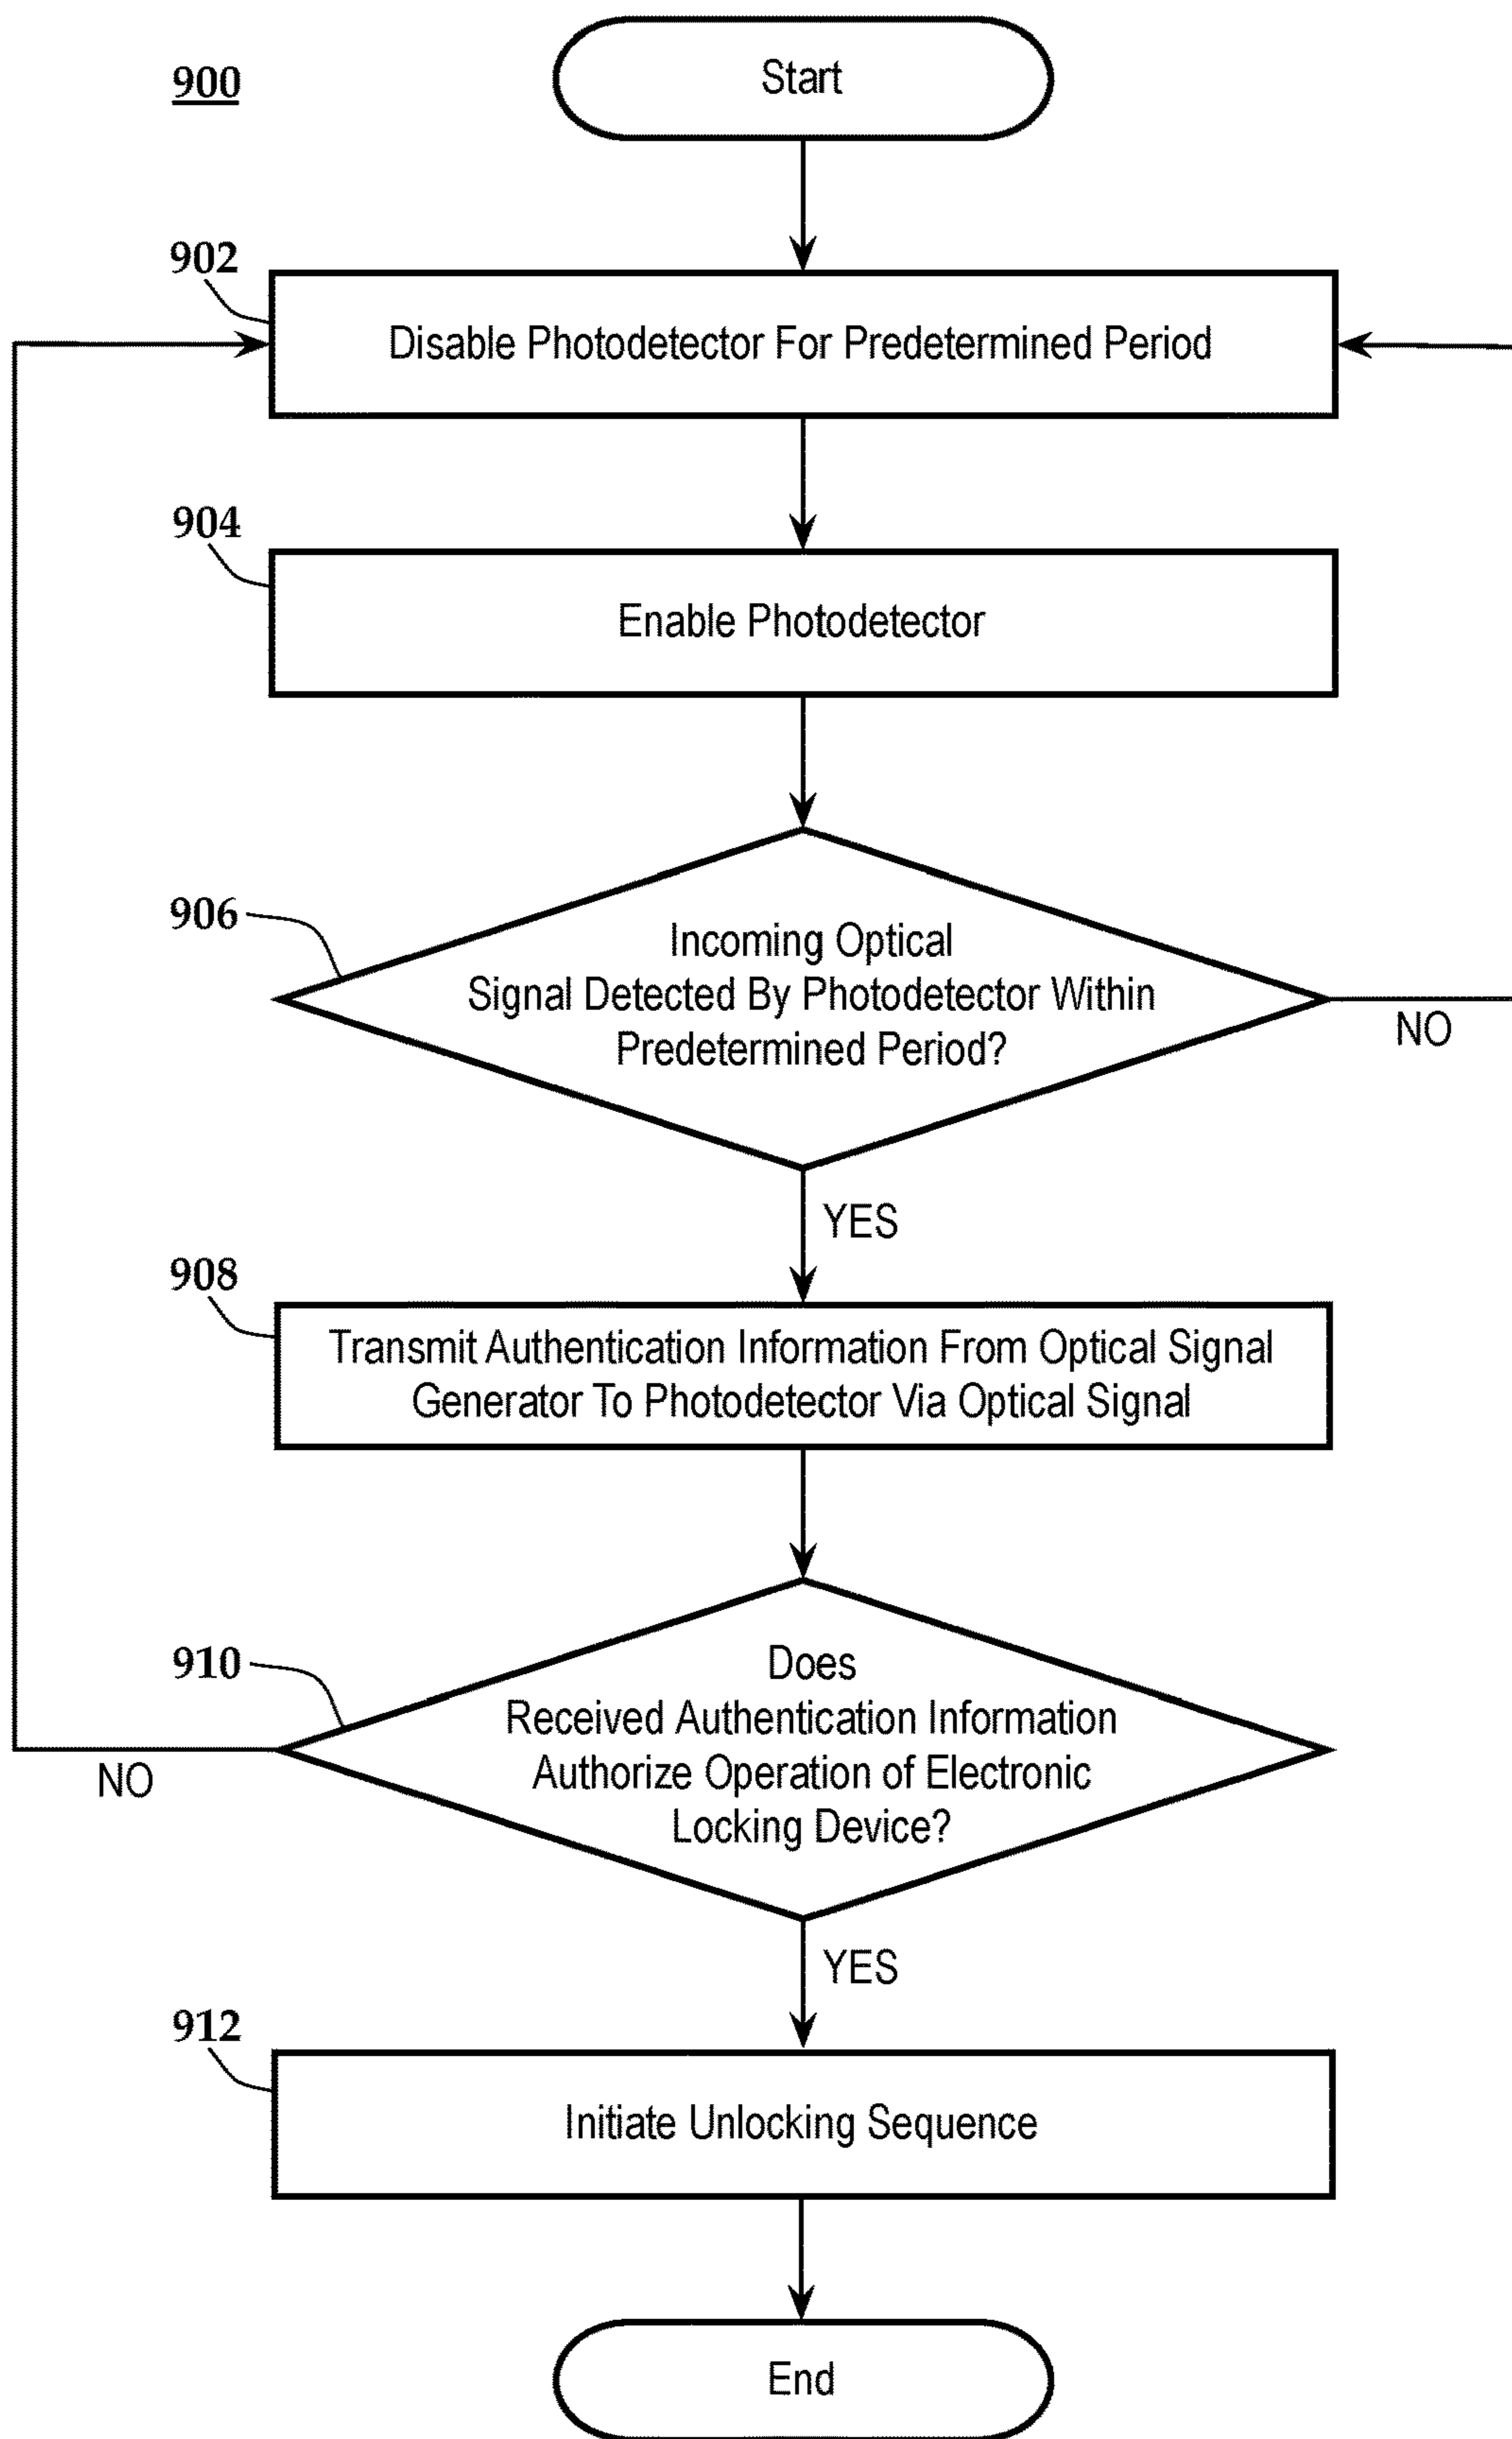 900
Start
902
Disable Photodetector For Predetermined Period
904
Enable Photodetector
906
Incoming Optical
Signal Detected By Photodetector Within
Predetermined Period?
NO
YES
908
Transmit Authentication Information From Optical Signal
Generator To Photodetector Via Optical Signal
910
Does
Received Authentication Information
Authorize Operation of Electronic
Locking Device?
NO
YES
912
Initiate Unlocking Sequence
End